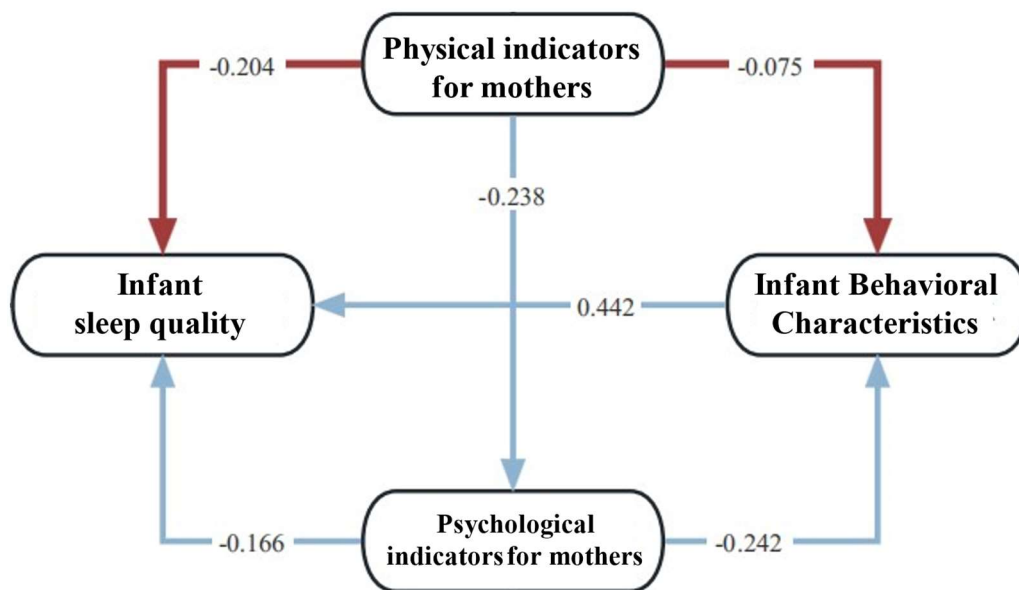 Physical indicators
for mothers
-0.204
-0.075
-0.238
Infant
sleep quality
0.442
Infant Behavioral
Characteristics
Psychological
indicators for mothers
-0.166
-0.242